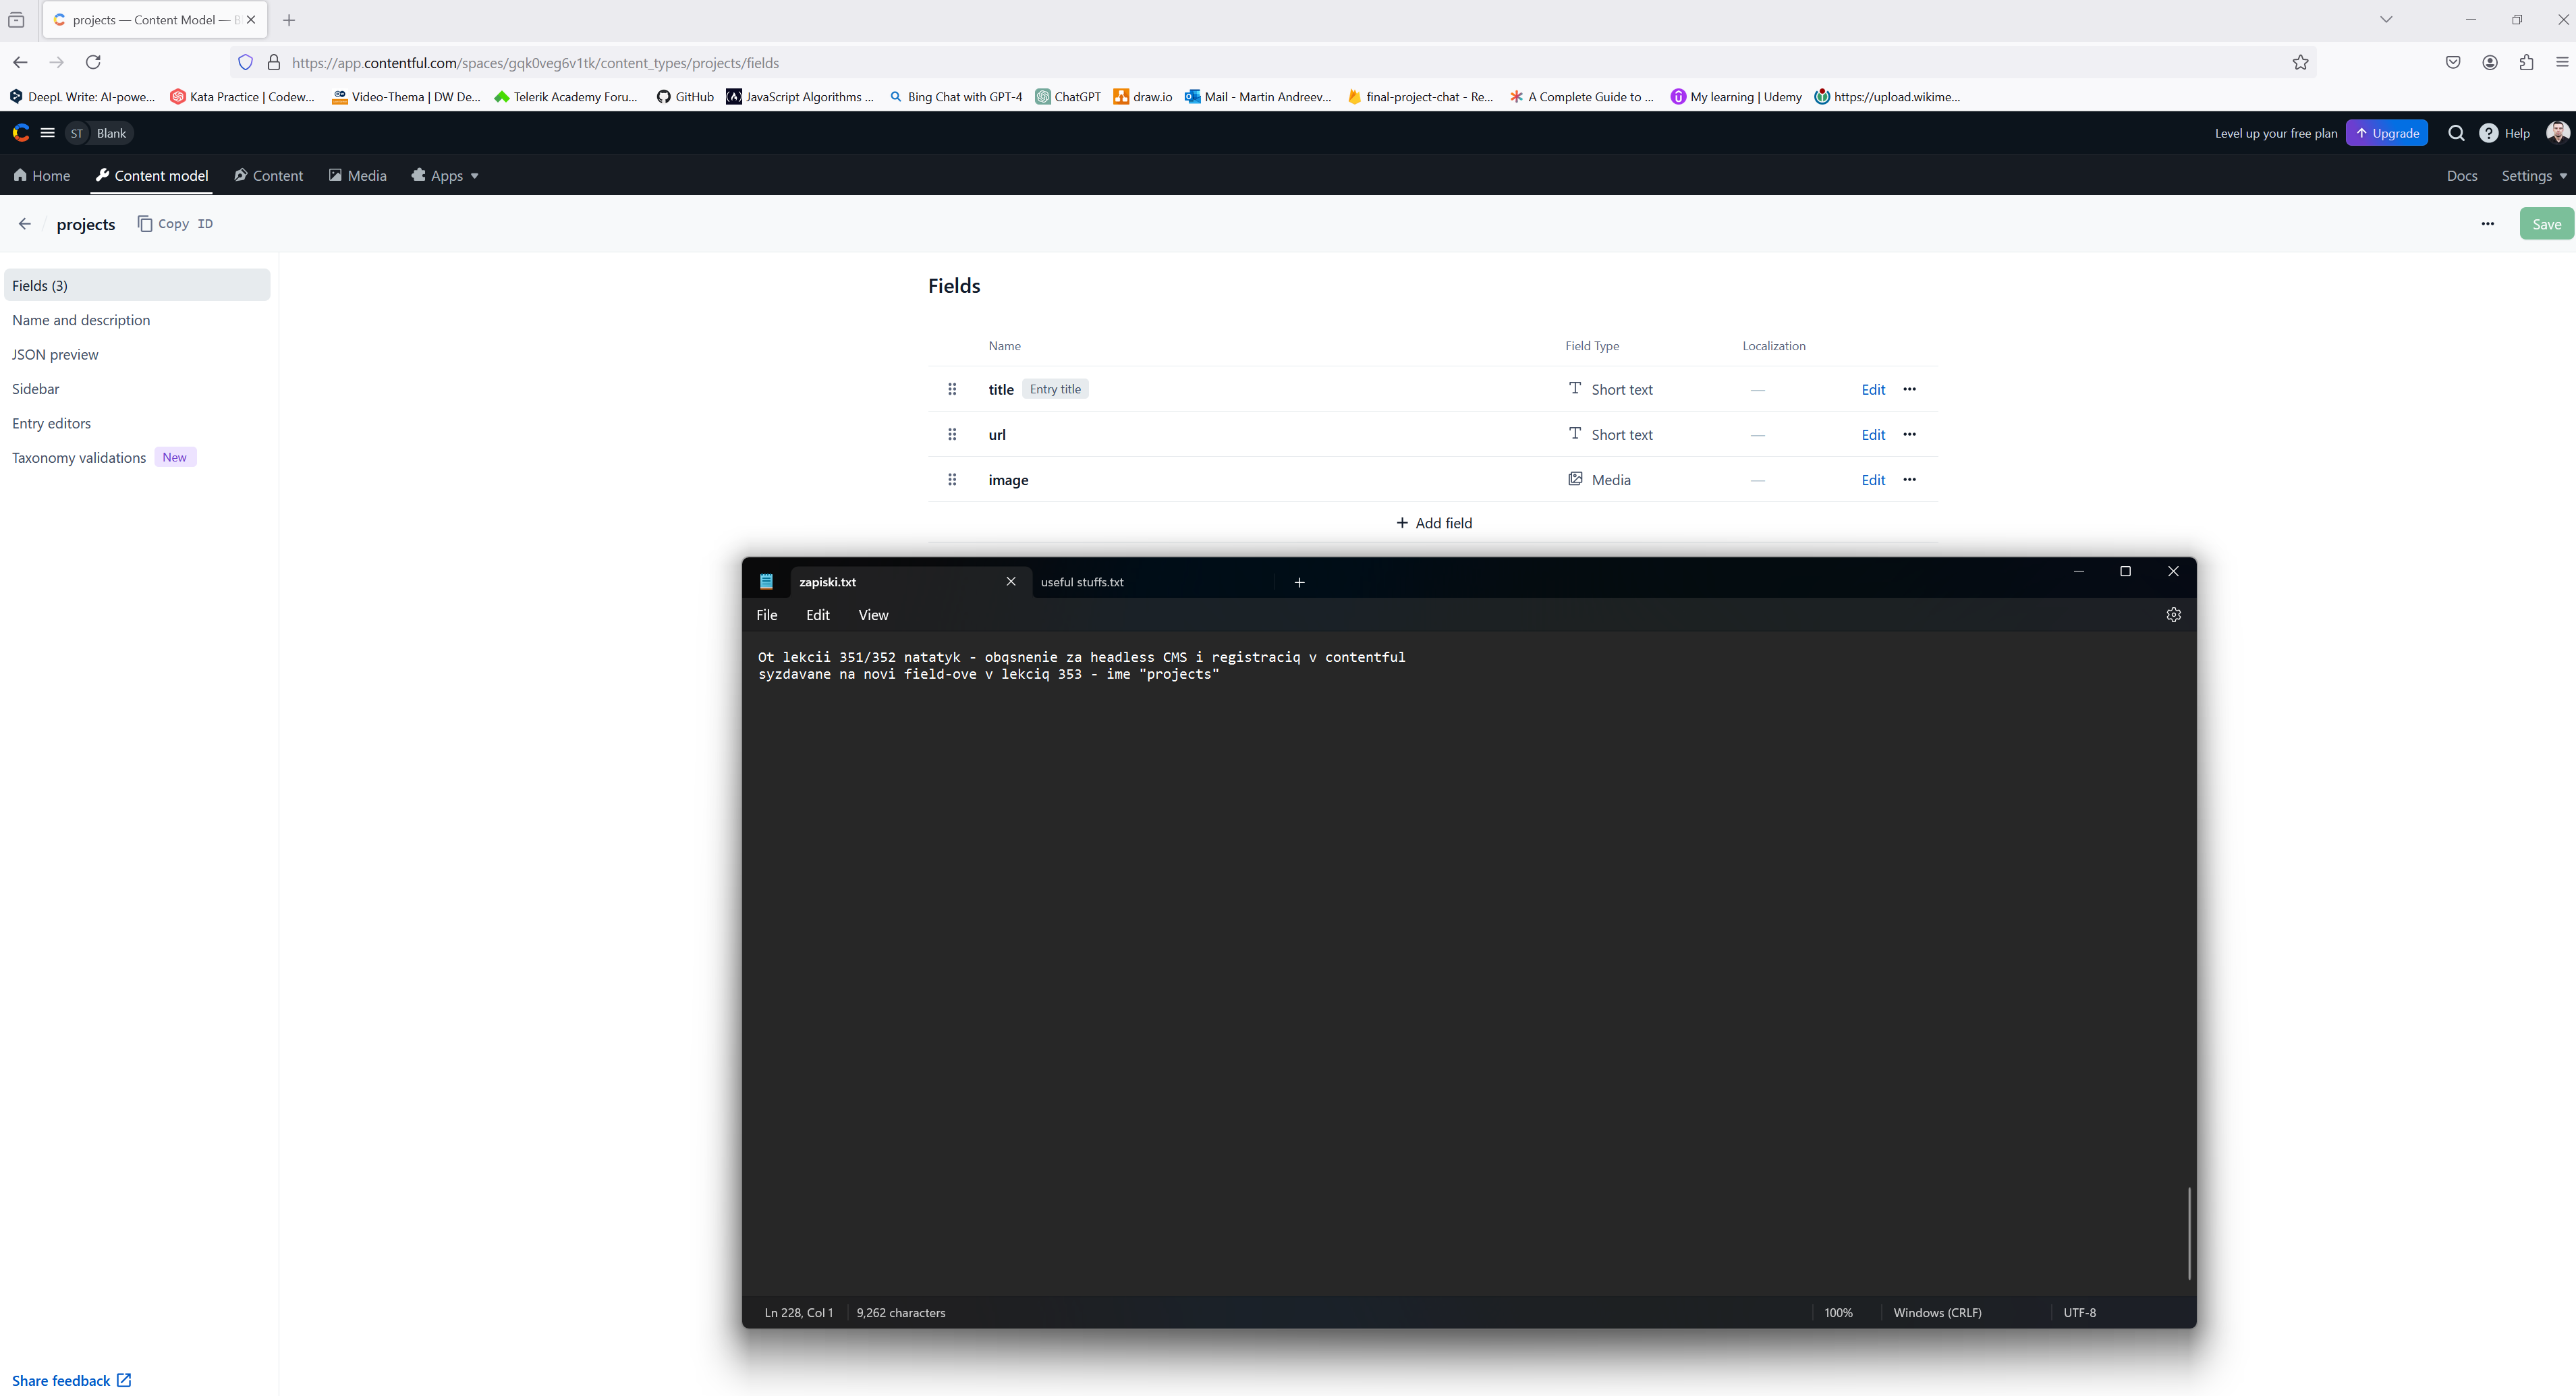 projects — Content Model — B
https://app.contentful.com/spaces/gqk0veg6v1tk/content_types/projects/fields
DeepL Write: AI-powe... Kata Practice | Codew... Video-Thema | DW De... Telerik Academy Foru... GitHub JavaScript Algorithms ... Bing Chat with GPT-4 ChatGPT draw.io Mail - Martin Andreev... final-project-chat - Re... A Complete Guide to ... My learning | Udemy https://upload.wikime...
ST Blank Level up your free plan Upgrade Help
Home Content model Content Media Apps Docs Settings
projects Copy ID Save
Fields (3)
Name and description
JSON preview
Sidebar
Entry editors
Taxonomy validations New
Fields
Name Field Type Localization
title Entry title Short text — Edit
url Short text — Edit
image Media — Edit
+ Add field
zapiski.txt useful stuffs.txt
File Edit View
Ot lekcii 351/352 natatyk - obqsnenie za headless CMS i registraciq v contentful
syzdavane na novi field-ove v lekciq 353 - ime "projects"
Ln 228, Col 1 9,262 characters 100% Windows (CRLF) UTF-8
Share feedback